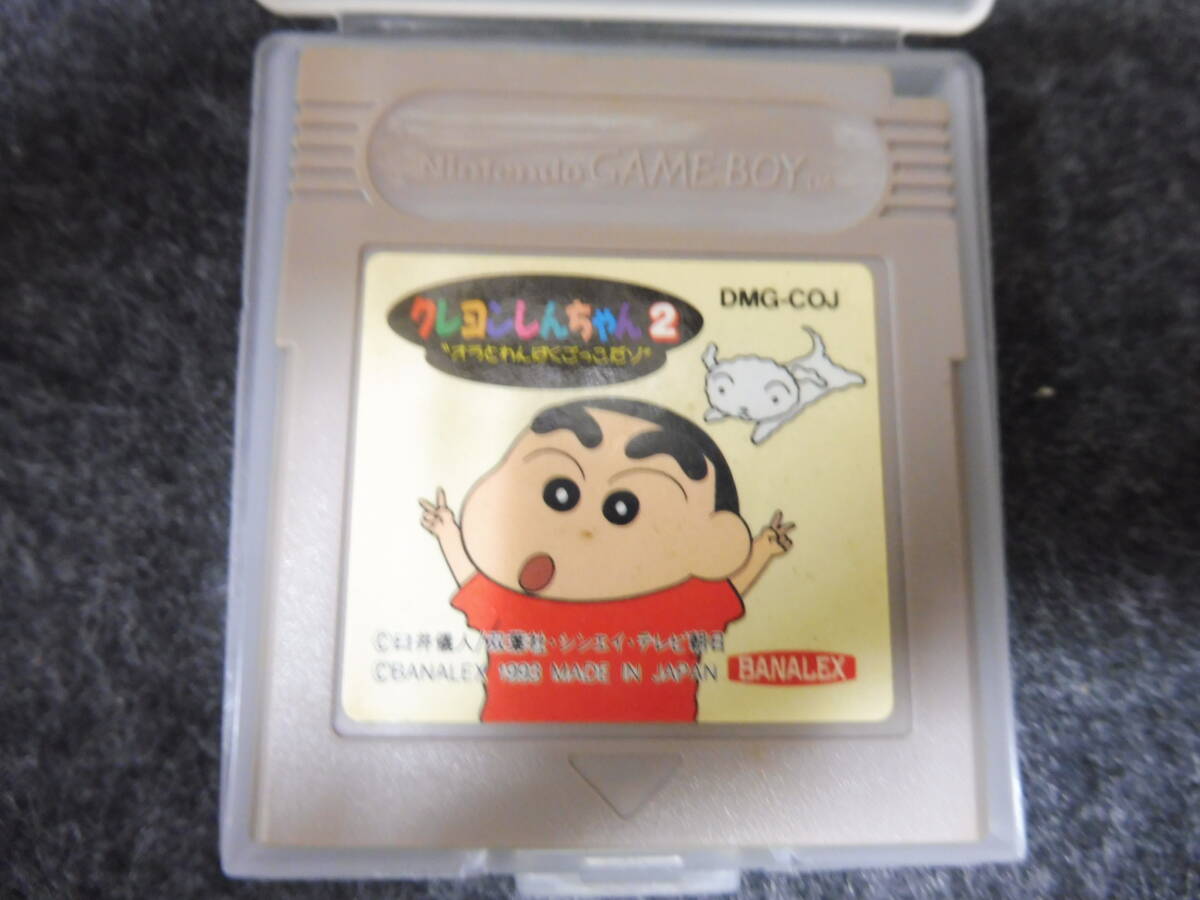 Nintendo GAME BOY TM
クレヨンしんちゃん2
"オラとわんぱくごっこだゾ"
DMG-COJ
©臼井儀人/双葉社・シンエイ・テレビ朝日
©BANALEX 1993 MADE IN JAPAN
BANALEX